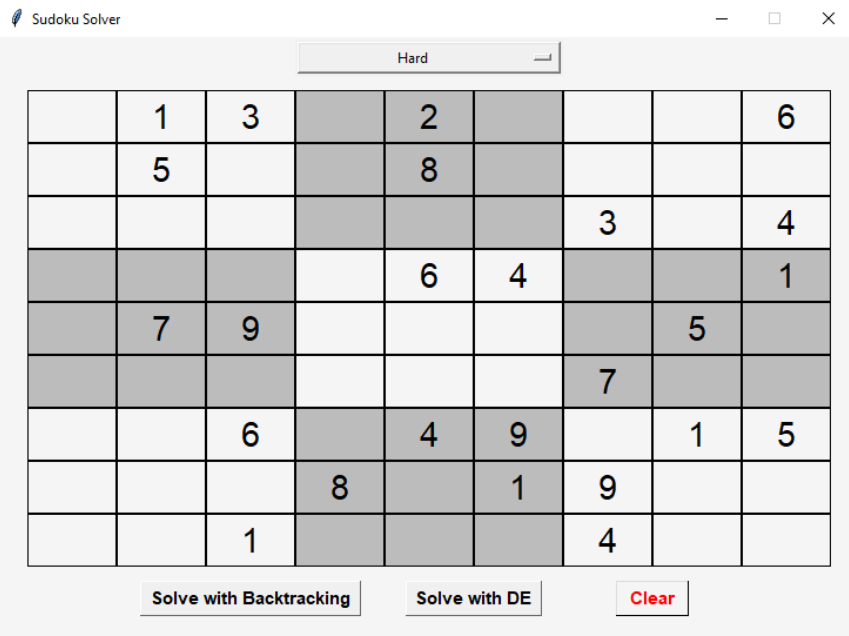 Sudoku Solver
Hard
1 3 2 6
5 8
3 4
6 4 1
7 9 5
7
6 4 9 1 5
8 1 9
1 4
Solve with Backtracking Solve with DE Clear